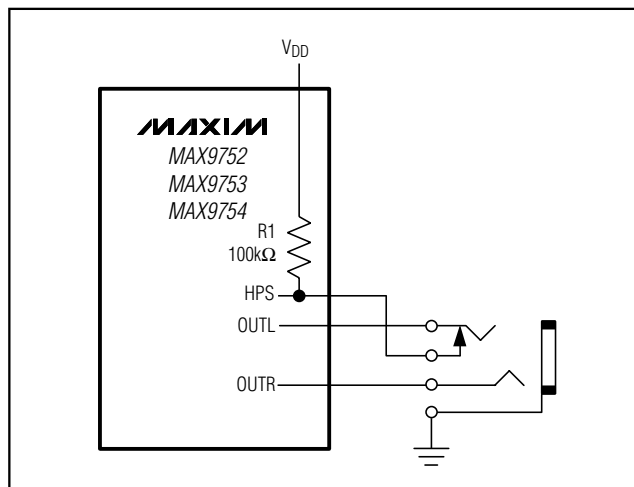 VDD
MAXIM
MAX9752
MAX9753
MAX9754
R1
100kΩ
HPS
OUTL
OUTR